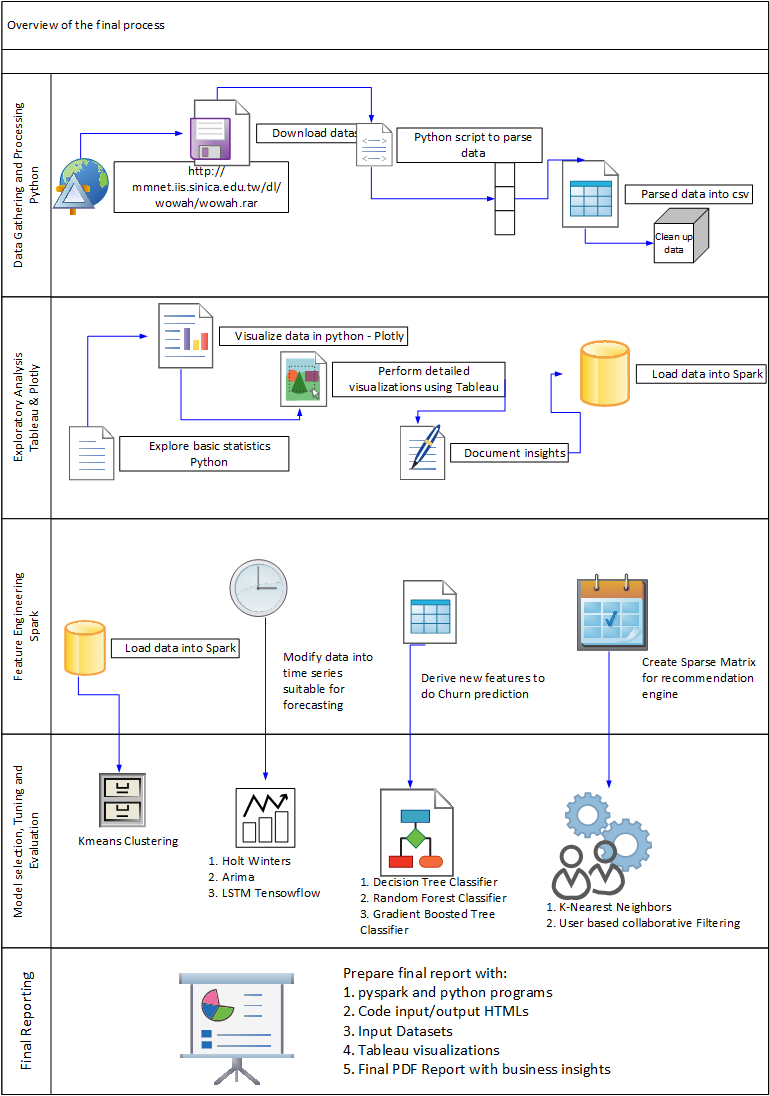 Overview of the final process
Data Gathering and Processing
Python
Download datas
http://
mmnet.iis.sinica.edu.tw/dl/
wowah/wowah.rar
Python script to parse
data
Parsed data into csv
Clean up
data
Exploratory Analysis
Tableau & Plotly
Visualize data in python - Plotly
Perform detailed
visualizations using Tableau
Load data into Spark
Explore basic statistics
Python
Document insights
Feature Engineering
Spark
Load data into Spark
Modify data into
time series
suitable for
forecasting
Derive new features to
do Churn prediction
Create Sparse Matrix
for recommendation
engine
Model selection, Tuning and
Evaluation
Kmeans Clustering
1. Holt Winters
2. Arima
3. LSTM Tensowflow
1. Decision Tree Classifier
2. Random Forest Classifier
3. Gradient Boosted Tree
Classifier
1. K-Nearest Neighbors
2. User based collaborative Filtering
Final Reporting
Prepare final report with:
1. pyspark and python programs
2. Code input/output HTMLs
3. Input Datasets
4. Tableau visualizations
5. Final PDF Report with business insights